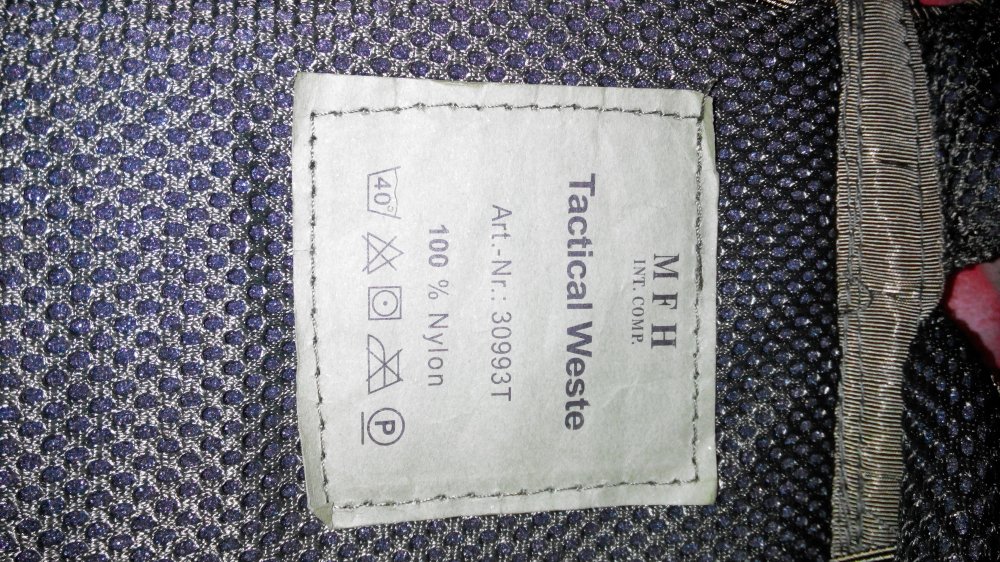 MFH
INT. COMP.
Tactical Weste
Art.-Nr.: 30993T
100 % Nylon
40° P